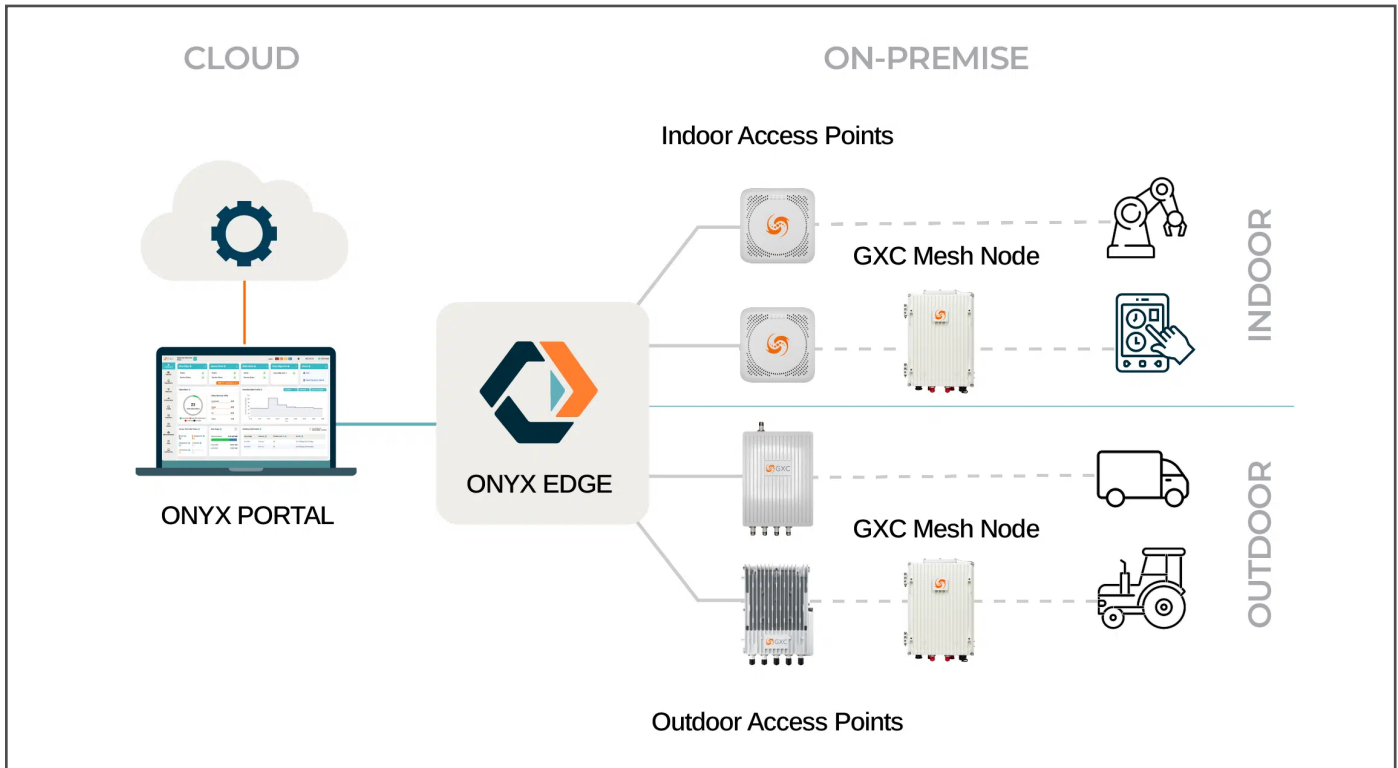 CLOUD
ON-PREMISE
Indoor Access Points
GXC Mesh Node
INDOOR
ONYX EDGE
ONYX PORTAL
GXC
GXC Mesh Node
OUTDOOR
GXC
Outdoor Access Points